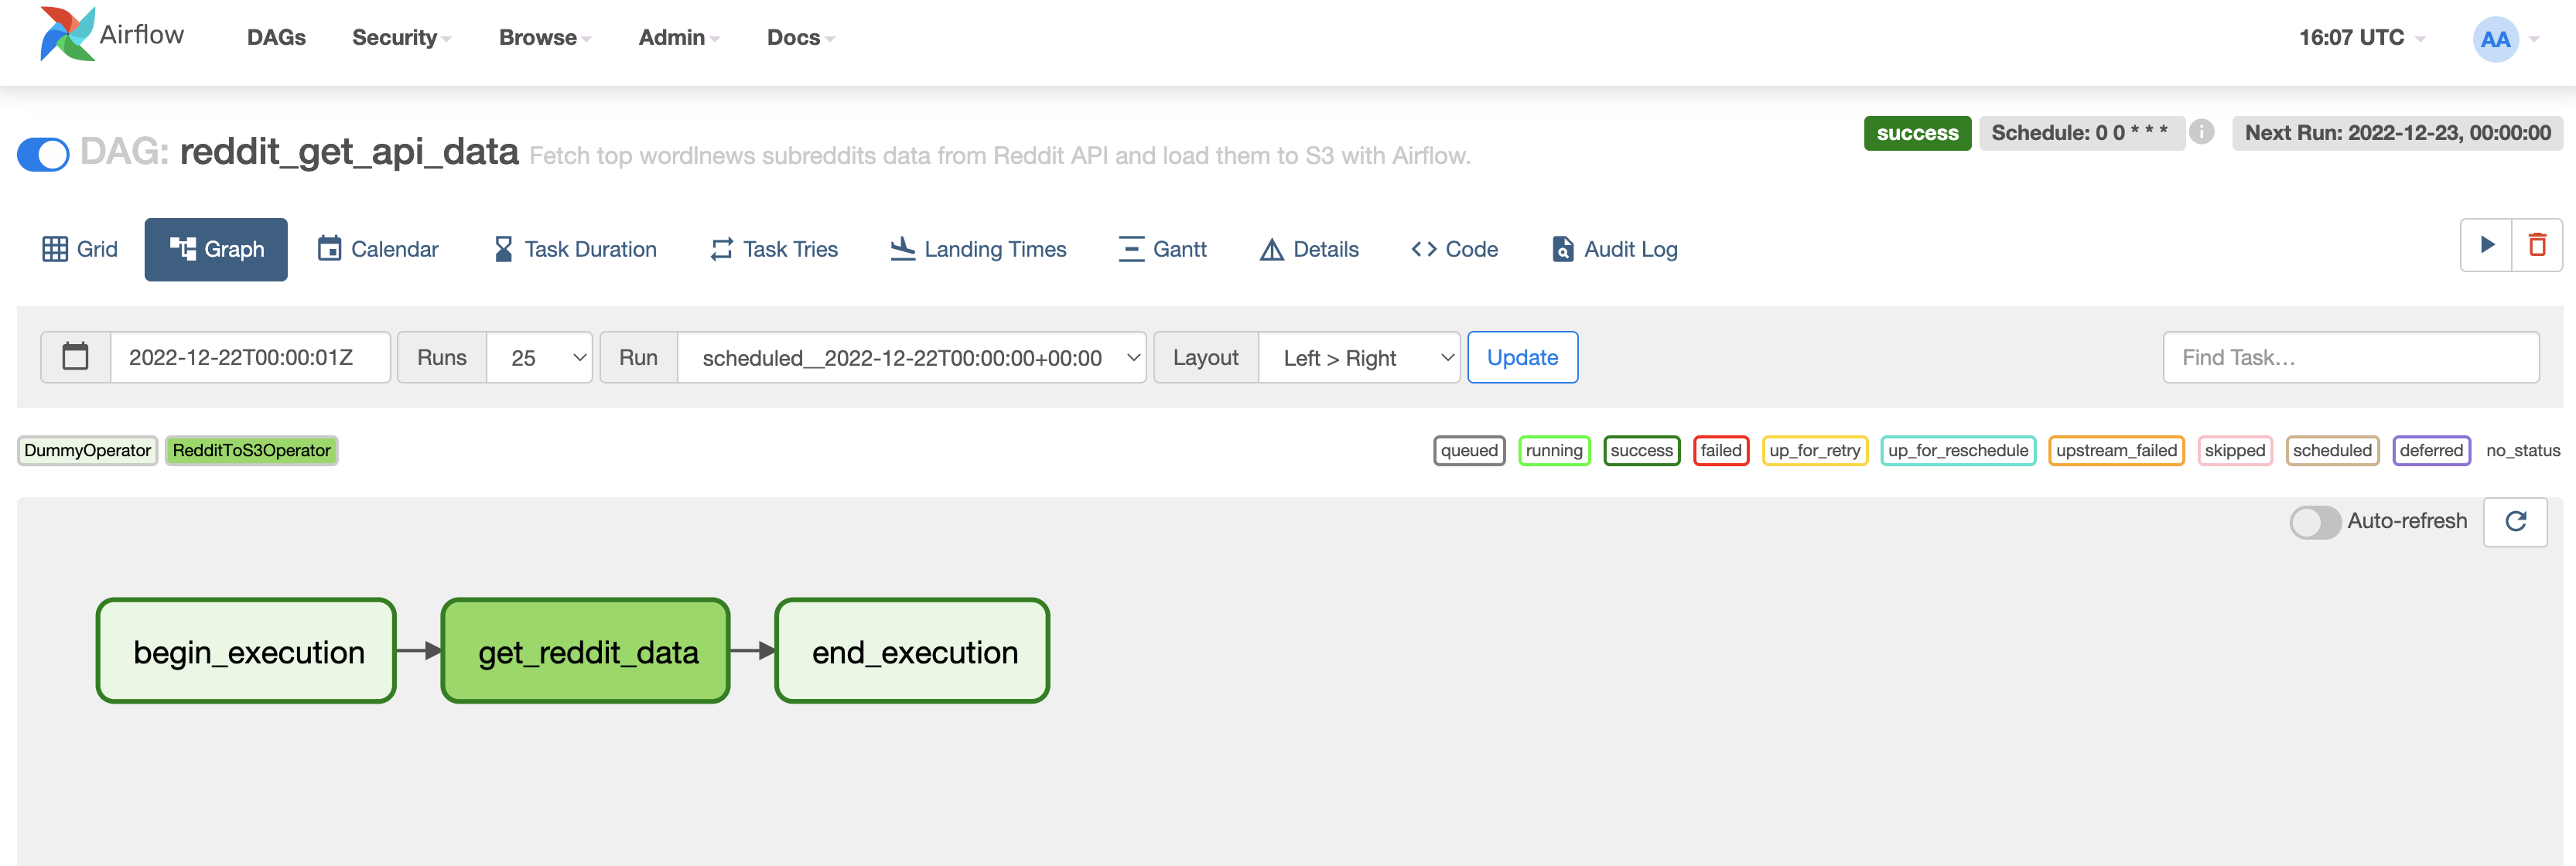 Airflow DAGs Security Browse Admin Docs 16:07 UTC AA
DAG: reddit_get_api_data Fetch top wordlnews subreddits data from Reddit API and load them to S3 with Airflow. success Schedule: 0 0 * * * i Next Run: 2022-12-23, 00:00:00
Grid Graph Calendar Task Duration Task Tries Landing Times Gantt Details Code Audit Log
2022-12-22T00:00:01Z Runs 25 Run scheduled__2022-12-22T00:00:00+00:00 Layout Left > Right Update Find Task…
DummyOperator RedditToS3Operator queued running success failed up_for_retry up_for_reschedule upstream_failed skipped scheduled deferred no_status
Auto-refresh
begin_execution get_reddit_data end_execution